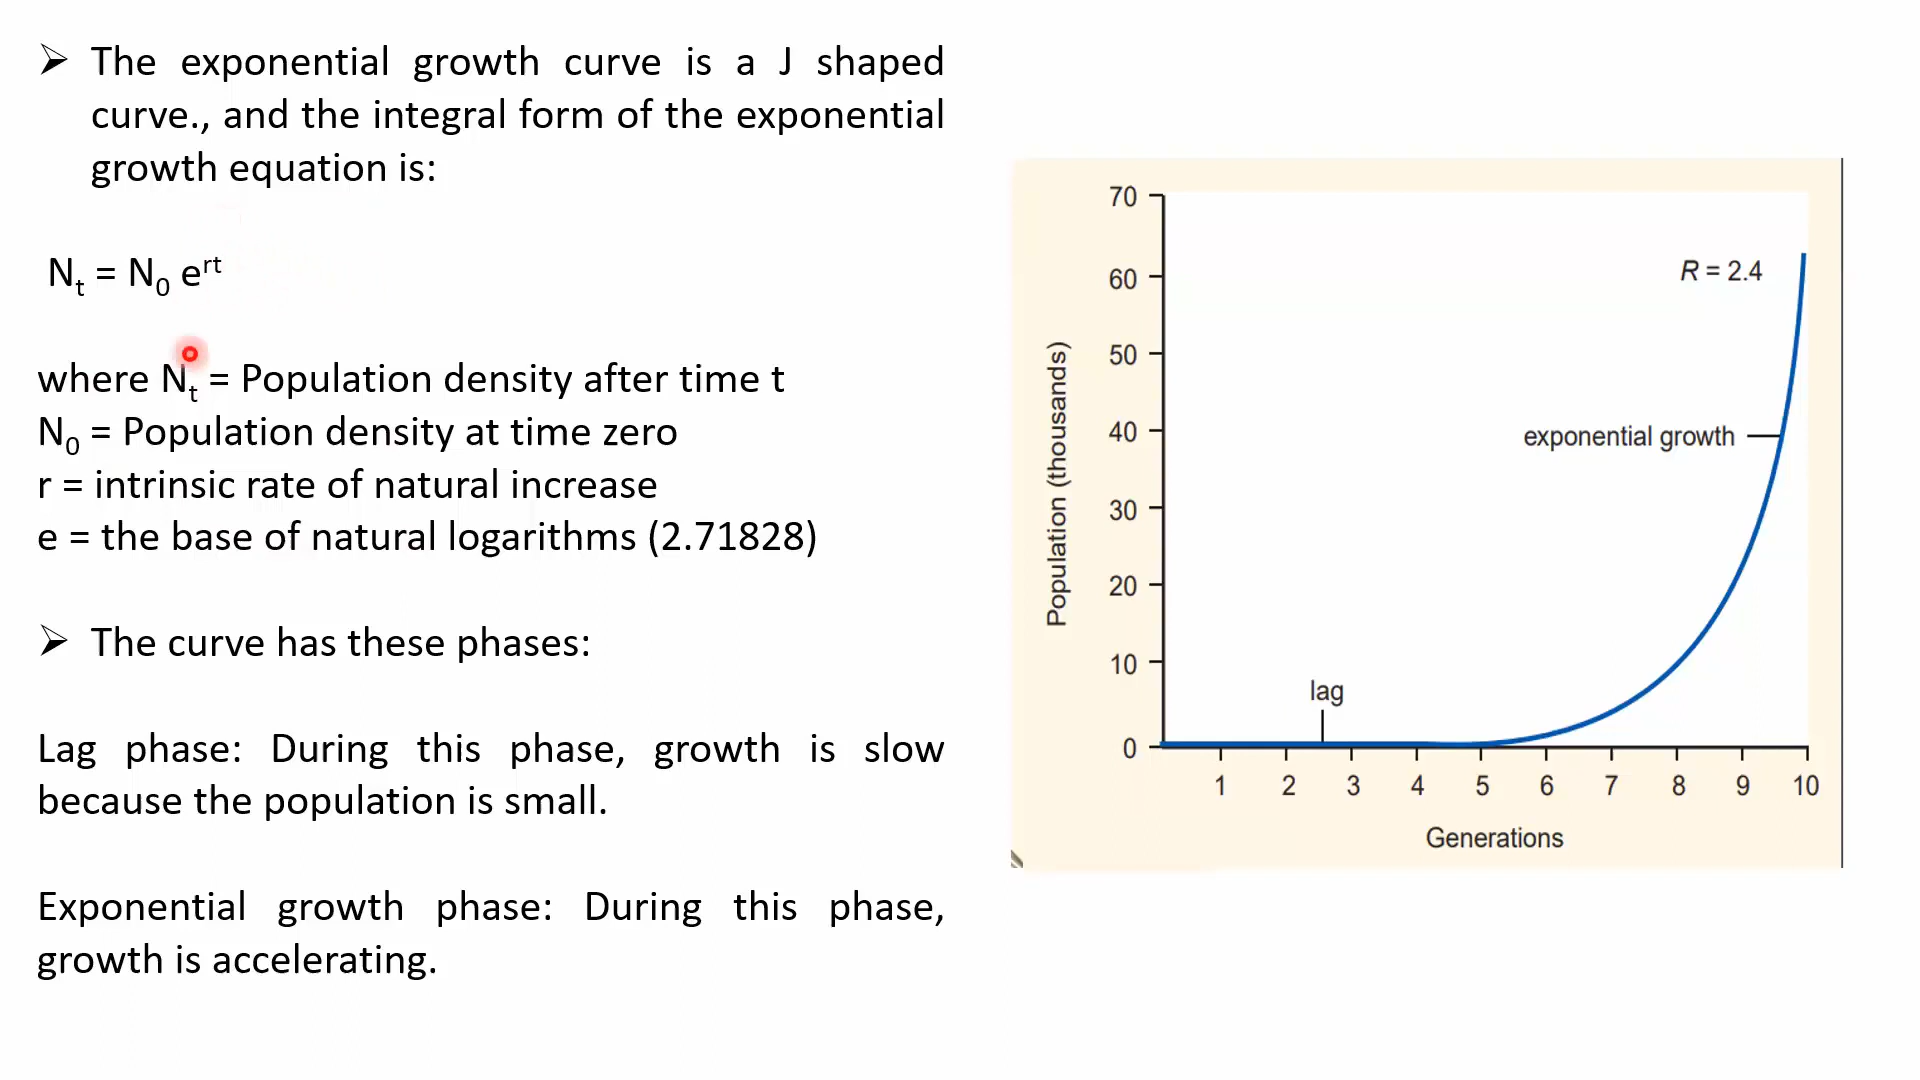 The exponential growth curve is a J shaped
curve., and the integral form of the exponential
growth equation is:
Nt = N0 ert
where Nt = Population density after time t
N0 = Population density at time zero
r = intrinsic rate of natural increase
e = the base of natural logarithms (2.71828)
The curve has these phases:
Lag phase: During this phase, growth is slow
because the population is small.
Exponential growth phase: During this phase,
growth is accelerating.
70
60
50
40
30
20
10
0
Population (thousands)
R = 2.4
exponential growth
lag
1 2 3 4 5 6 7 8 9 10
Generations